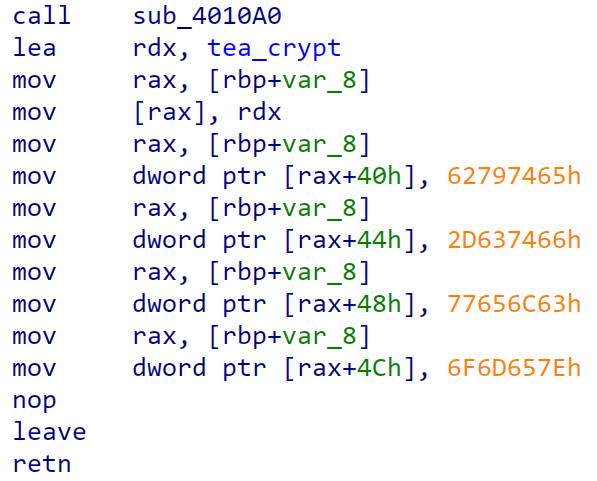 call sub_4010A0
lea rdx, tea_crypt
mov rax, [rbp+var_8]
mov [rax], rdx
mov rax, [rbp+var_8]
mov dword ptr [rax+40h], 62797465h
mov rax, [rbp+var_8]
mov dword ptr [rax+44h], 2D637466h
mov rax, [rbp+var_8]
mov dword ptr [rax+48h], 77656C63h
mov rax, [rbp+var_8]
mov dword ptr [rax+4Ch], 6F6D657Eh
nop
leave
retn